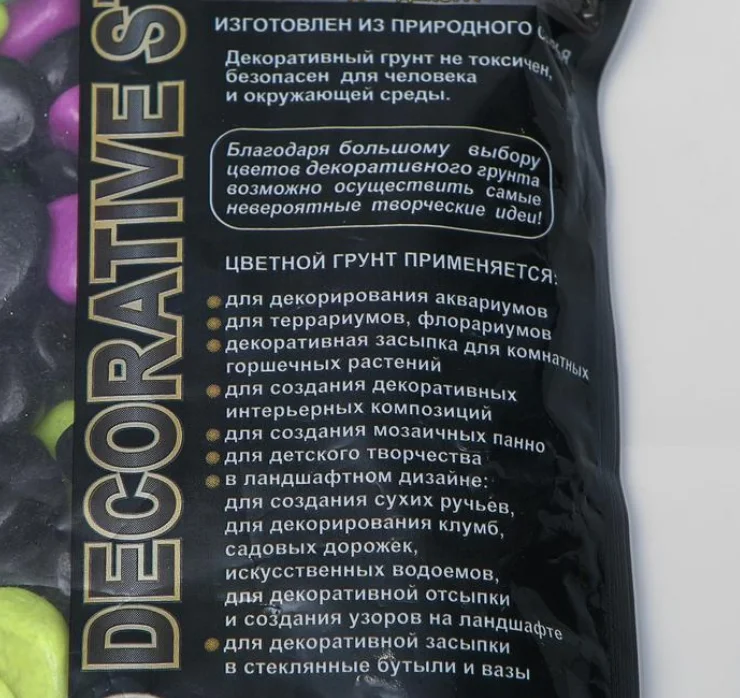 DECORATIVE
ИЗГОТОВЛЕН ИЗ ПРИРОДНОГО
Декоративный грунт не токсичен,
безопасен для человека
и окружающей среды.
Благодаря большому выбору
цветов декоративного грунта
возможно осуществить самые
невероятные творческие идеи!
ЦВЕТНОЙ ГРУНТ ПРИМЕНЯЕТСЯ:
для декорирования аквариумов
для террариумов, флорариумов
декоративная засыпка для комнатных
горшечных растений
для создания декоративных
интерьерных композиций
для создания мозаичных панно
для детского творчества
в ландшафтном дизайне:
для создания сухих ручьев,
для декорирования клумб,
садовых дорожек,
искусственных водоемов,
для декоративной отсыпки
и создания узоров на ландшафте
для декоративной засыпки
в стеклянные бутыли и вазы